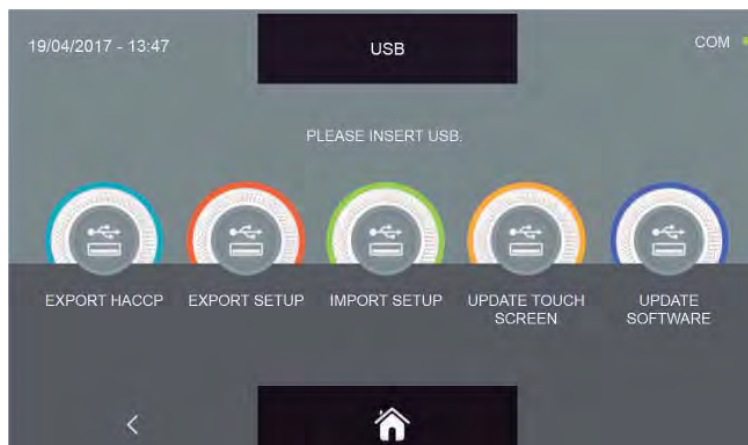 19/04/2017 - 13:47
USB
COM
PLEASE INSERT USB.
EXPORT HACCP
EXPORT SETUP
IMPORT SETUP
UPDATE TOUCH
SCREEN
UPDATE
SOFTWARE